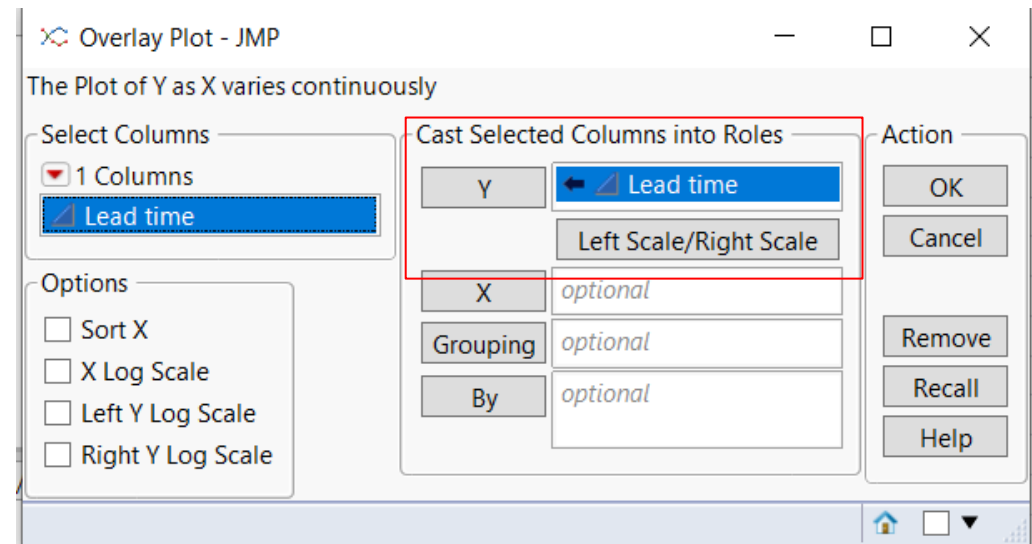 Overlay Plot - JMP
The Plot of Y as X varies continuously
Select Columns
1 Columns
Lead time
Options
Sort X
X Log Scale
Left Y Log Scale
Right Y Log Scale
Cast Selected Columns into Roles
Y
Lead time
Left Scale/Right Scale
X
optional
Grouping
optional
By
optional
Action
OK
Cancel
Remove
Recall
Help